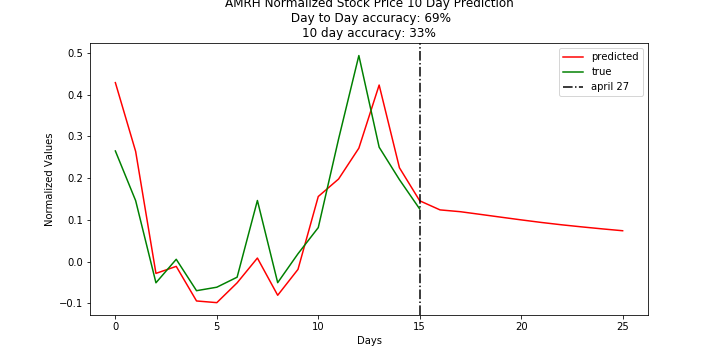 AMRH Normalized Stock Price 10 Day Prediction
Day to Day accuracy: 69%
10 day accuracy: 33%
predicted
true
april 27
0.5
0.4
0.3
0.2
0.1
0.0
−0.1
Normalized Values
0 5 10 15 20 25
Days